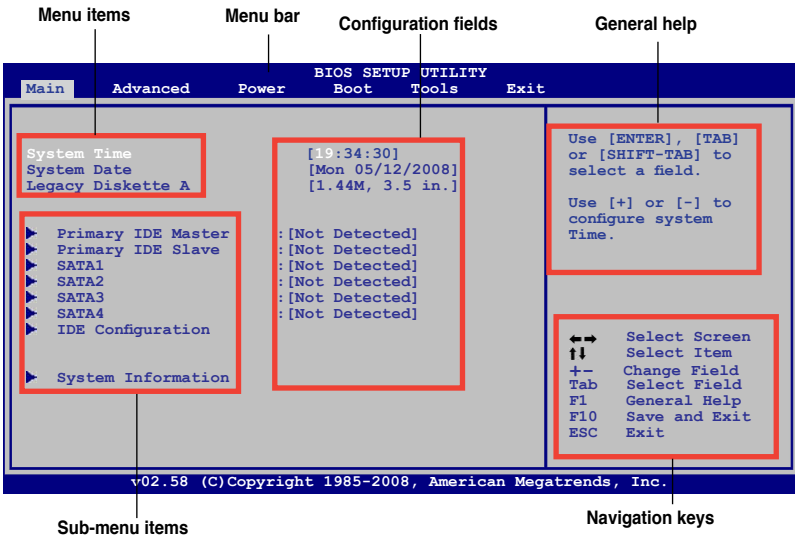 Menu items Menu bar Configuration fields General help
BIOS SETUP UTILITY
Main Advanced Power Boot Tools Exit
System Time [19:34:30]
System Date [Mon 05/12/2008]
Legacy Diskette A [1.44M, 3.5 in.]
Primary IDE Master :[Not Detected]
Primary IDE Slave :[Not Detected]
SATA1 :[Not Detected]
SATA2 :[Not Detected]
SATA3 :[Not Detected]
SATA4 :[Not Detected]
IDE Configuration
System Information
Use [ENTER], [TAB]
or [SHIFT-TAB] to
select a field.
Use [+] or [-] to
configure system
Time.
←→ Select Screen
↑↓ Select Item
+- Change Field
Tab Select Field
F1 General Help
F10 Save and Exit
ESC Exit
v02.58 (C)Copyright 1985-2008, American Megatrends, Inc.
Sub-menu items Navigation keys